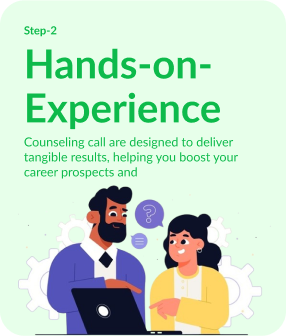 Step-2
Hands-on-
Experience
Counseling call are designed to deliver
tangible results, helping you boost your
career prospects and
?